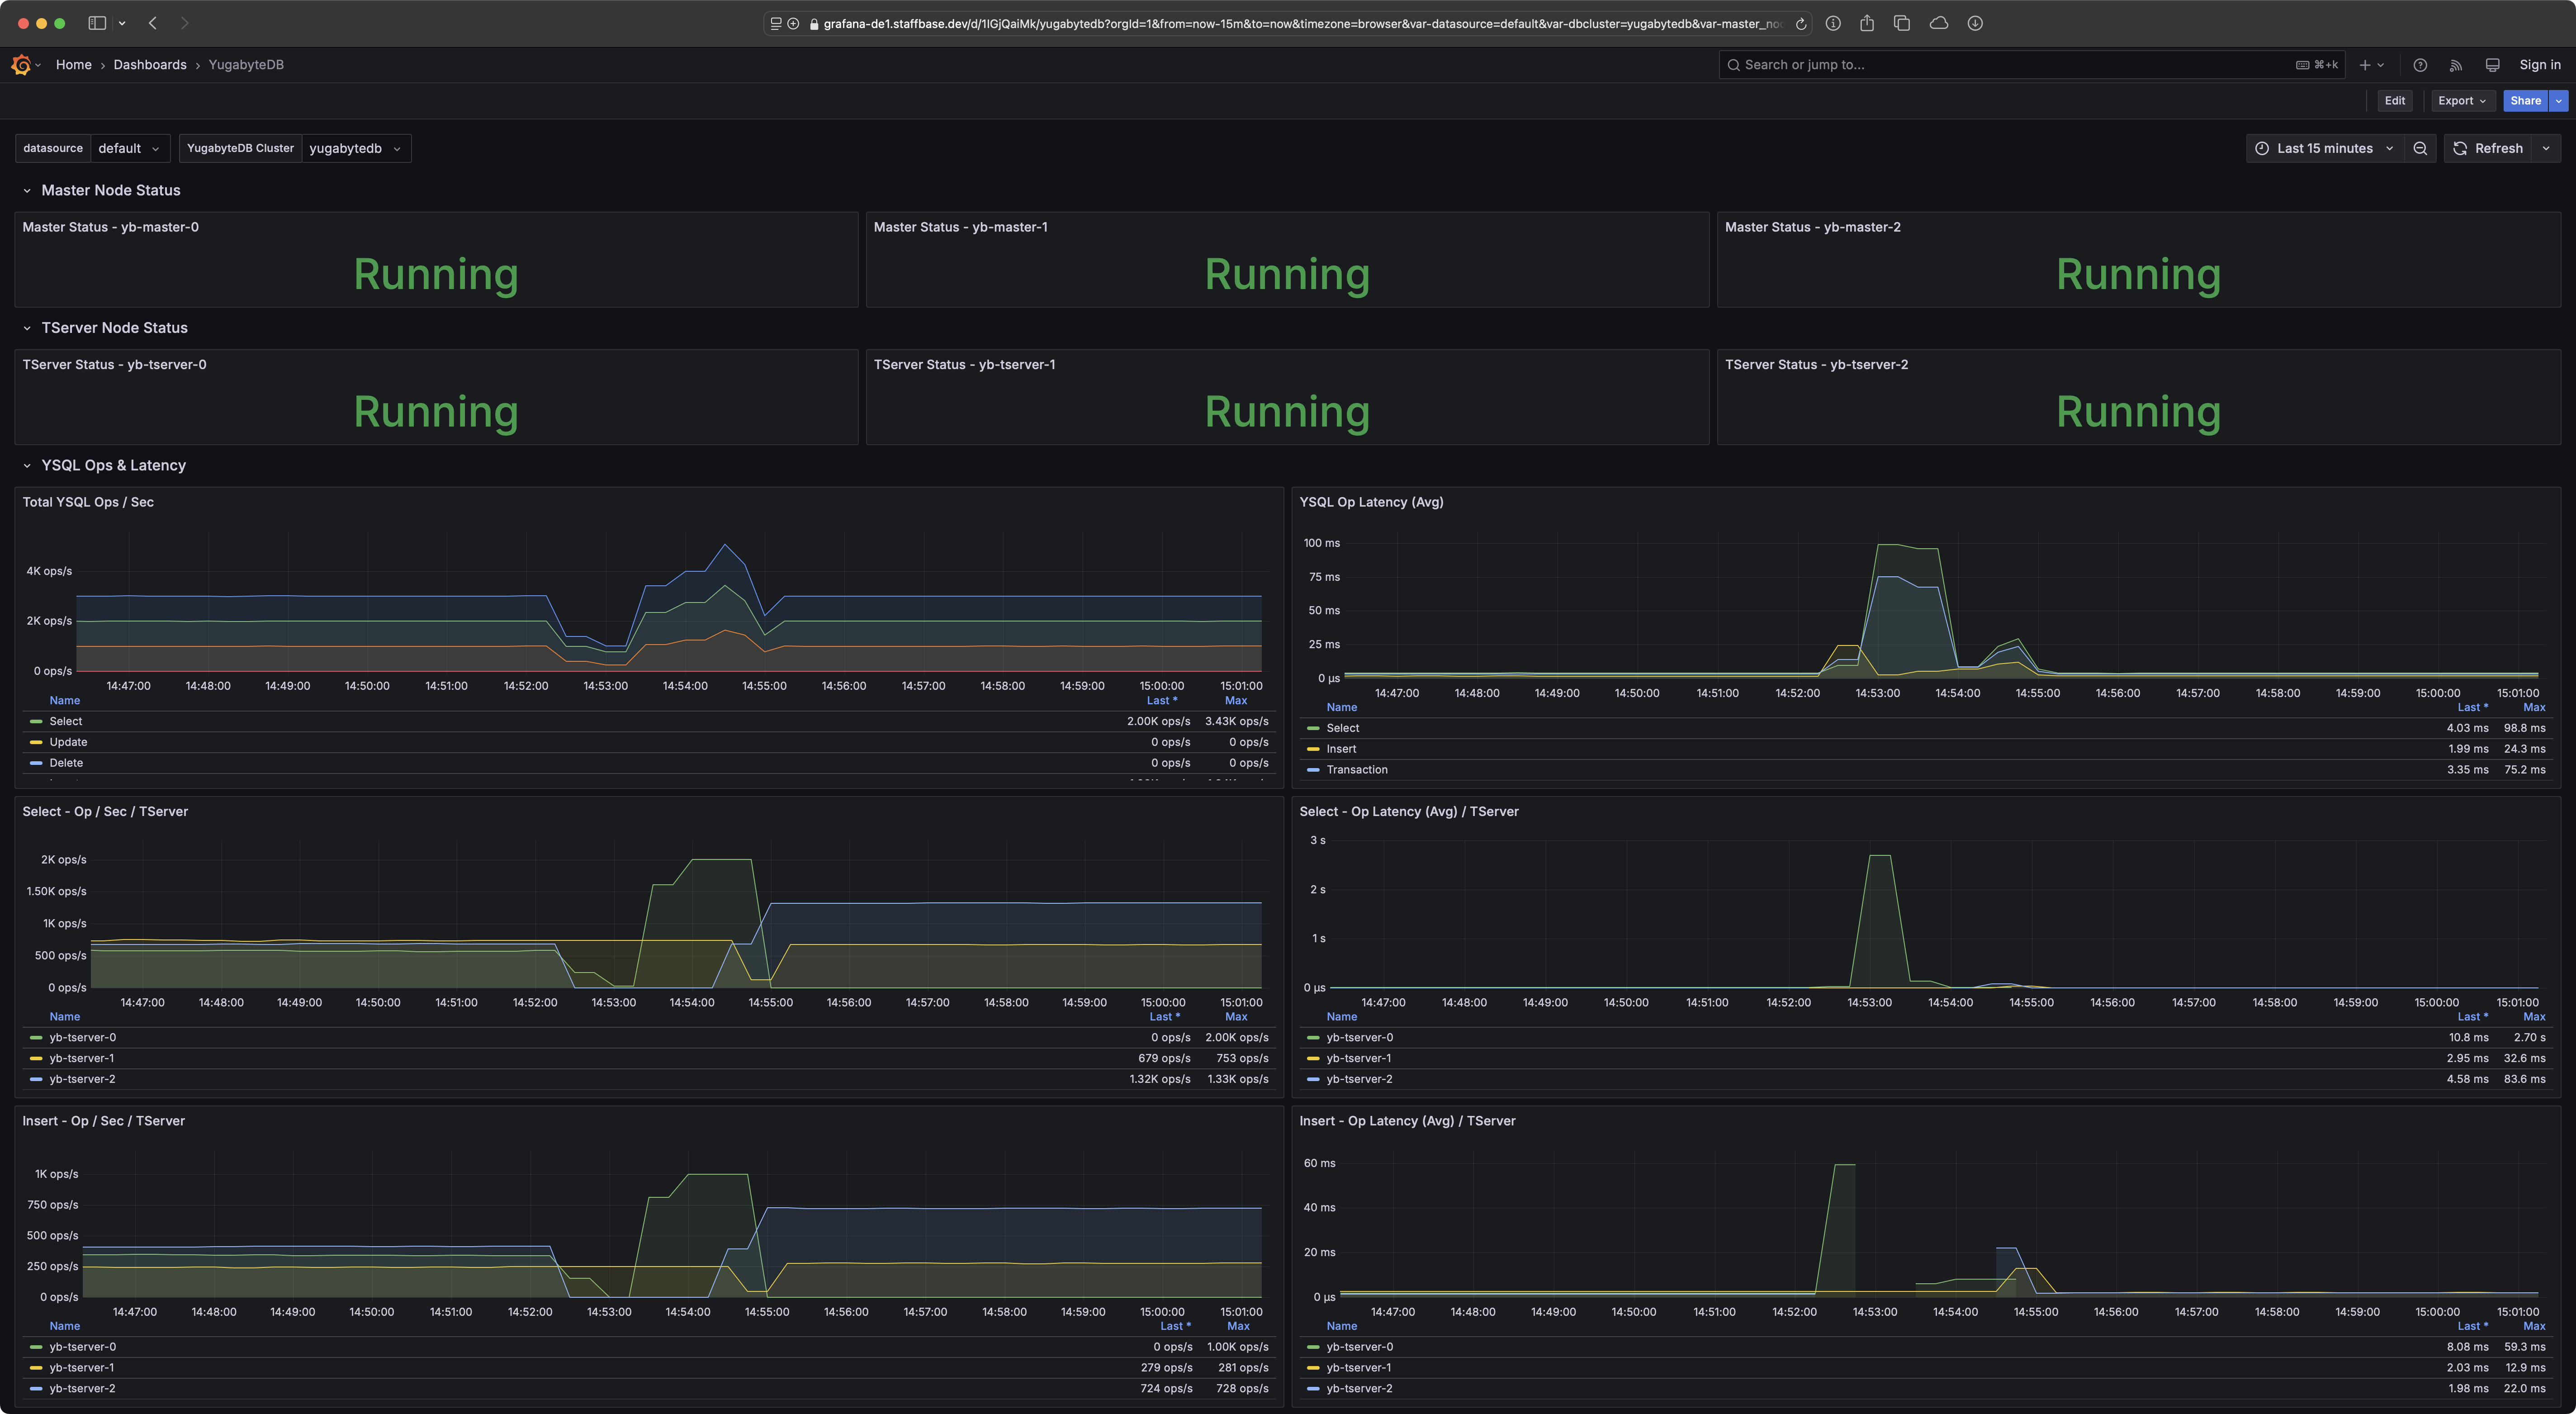 grafana-de1.staffbase.dev/d/1lGjQaiMk/yugabytedb?orgId=1&from=now-15m&to=now&timezone=browser&var-datasource=default&var-dbcluster=yugabytedb&var-master_no
Home › Dashboards › YugabyteDB
Search or jump to... ⌘+k
Sign in
Edit Export Share
datasource default YugabyteDB Cluster yugabytedb Last 15 minutes Refresh
Master Node Status
Master Status - yb-master-0
Running
Master Status - yb-master-1
Running
Master Status - yb-master-2
Running
TServer Node Status
TServer Status - yb-tserver-0
Running
TServer Status - yb-tserver-1
Running
TServer Status - yb-tserver-2
Running
YSQL Ops & Latency
Total YSQL Ops / Sec
4K ops/s
2K ops/s
0 ops/s
14:47:00 14:48:00 14:49:00 14:50:00 14:51:00 14:52:00 14:53:00 14:54:00 14:55:00 14:56:00 14:57:00 14:58:00 14:59:00 15:00:00 15:01:00
Name Last * Max
Select 2.00K ops/s 3.43K ops/s
Update 0 ops/s 0 ops/s
Delete 0 ops/s 0 ops/s
YSQL Op Latency (Avg)
100 ms
75 ms
50 ms
25 ms
0 µs
14:47:00 14:48:00 14:49:00 14:50:00 14:51:00 14:52:00 14:53:00 14:54:00 14:55:00 14:56:00 14:57:00 14:58:00 14:59:00 15:00:00 15:01:00
Name Last * Max
Select 4.03 ms 98.8 ms
Insert 1.99 ms 24.3 ms
Transaction 3.35 ms 75.2 ms
Select - Op / Sec / TServer
2K ops/s
1.50K ops/s
1K ops/s
500 ops/s
0 ops/s
14:47:00 14:48:00 14:49:00 14:50:00 14:51:00 14:52:00 14:53:00 14:54:00 14:55:00 14:56:00 14:57:00 14:58:00 14:59:00 15:00:00 15:01:00
Name Last * Max
yb-tserver-0 0 ops/s 2.00K ops/s
yb-tserver-1 679 ops/s 753 ops/s
yb-tserver-2 1.32K ops/s 1.33K ops/s
Select - Op Latency (Avg) / TServer
3 s
2 s
1 s
0 µs
14:47:00 14:48:00 14:49:00 14:50:00 14:51:00 14:52:00 14:53:00 14:54:00 14:55:00 14:56:00 14:57:00 14:58:00 14:59:00 15:00:00 15:01:00
Name Last * Max
yb-tserver-0 10.8 ms 2.70 s
yb-tserver-1 2.95 ms 32.6 ms
yb-tserver-2 4.58 ms 83.6 ms
Insert - Op / Sec / TServer
1K ops/s
750 ops/s
500 ops/s
250 ops/s
0 ops/s
14:47:00 14:48:00 14:49:00 14:50:00 14:51:00 14:52:00 14:53:00 14:54:00 14:55:00 14:56:00 14:57:00 14:58:00 14:59:00 15:00:00 15:01:00
Name Last * Max
yb-tserver-0 0 ops/s 1.00K ops/s
yb-tserver-1 279 ops/s 281 ops/s
yb-tserver-2 724 ops/s 728 ops/s
Insert - Op Latency (Avg) / TServer
60 ms
40 ms
20 ms
0 µs
14:47:00 14:48:00 14:49:00 14:50:00 14:51:00 14:52:00 14:53:00 14:54:00 14:55:00 14:56:00 14:57:00 14:58:00 14:59:00 15:00:00 15:01:00
Name Last * Max
yb-tserver-0 8.08 ms 59.3 ms
yb-tserver-1 2.03 ms 12.9 ms
yb-tserver-2 1.98 ms 22.0 ms